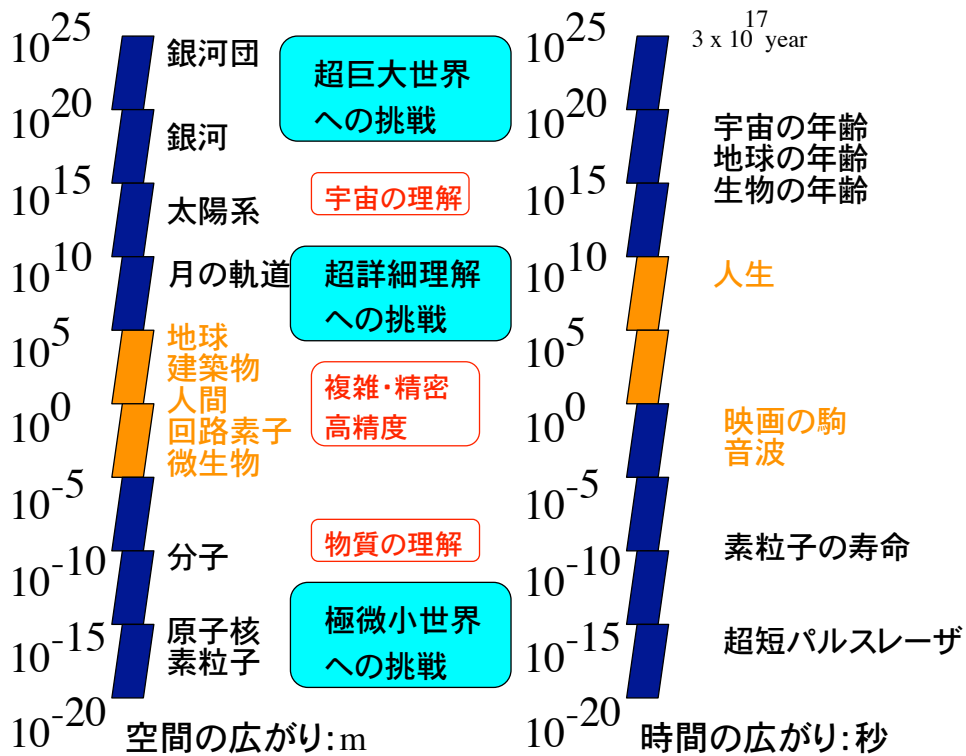 10^25
銀河団
10^20
銀河
10^15
太陽系
10^10
月の軌道
10^5
地球
建築物
人間
10^0
回路素子
微生物
10^-5
分子
10^-10
原子核
10^-15
素粒子
10^-20
空間の広がり:m
超巨大世界
への挑戦
宇宙の理解
超詳細理解
への挑戦
複雑・精密
高精度
物質の理解
極微小世界
への挑戦
10^25
3 x 10^17 year
10^20
宇宙の年齢
地球の年齢
10^15
生物の年齢
10^10
人生
10^5
10^0
映画の駒
音波
10^-5
素粒子の寿命
10^-10
10^-15
超短パルスレーザ
10^-20
時間の広がり:秒